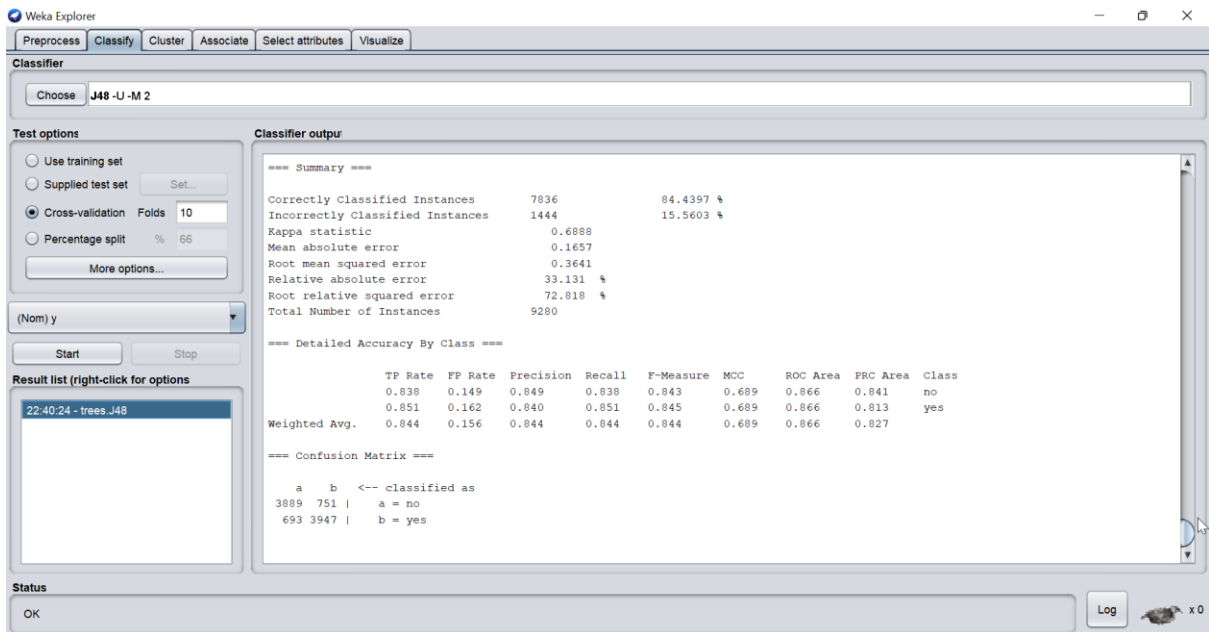 Weka Explorer
Preprocess Classify Cluster Associate Select attributes Visualize
Classifier
Choose J48 -U -M 2
Test options
Use training set
Supplied test set Set...
Cross-validation Folds 10
Percentage split % 66
More options...
(Nom) y
Start Stop
Result list (right-click for options
22:40:24 - trees.J48
Classifier output
=== Summary ===
Correctly Classified Instances 7836 84.4397 %
Incorrectly Classified Instances 1444 15.5603 %
Kappa statistic 0.6888
Mean absolute error 0.1657
Root mean squared error 0.3641
Relative absolute error 33.131 %
Root relative squared error 72.818 %
Total Number of Instances 9280
=== Detailed Accuracy By Class ===
TP Rate FP Rate Precision Recall F-Measure MCC ROC Area PRC Area Class
0.838 0.149 0.849 0.838 0.843 0.689 0.866 0.841 no
0.851 0.162 0.840 0.851 0.845 0.689 0.866 0.813 yes
Weighted Avg. 0.844 0.156 0.844 0.844 0.844 0.689 0.866 0.827
=== Confusion Matrix ===
a b <-- classified as
3889 751 | a = no
693 3947 | b = yes
Status
OK
Log x 0